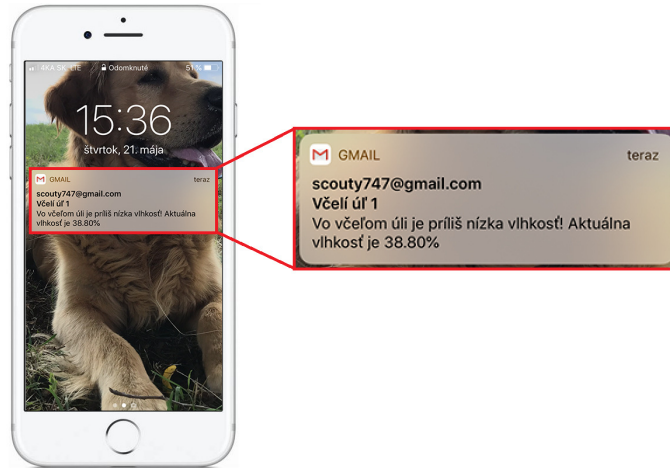 4KA SK LTE Odomknuté 51%
15:36
štvrtok, 21. mája
GMAIL teraz
scouty747@gmail.com
Včelí úľ 1
Vo včeľom úli je príliš nízka vlhkosť! Aktuálna
vlhkosť je 38.80%
GMAIL teraz
scouty747@gmail.com
Včelí úľ 1
Vo včeľom úli je príliš nízka vlhkosť! Aktuálna
vlhkosť je 38.80%